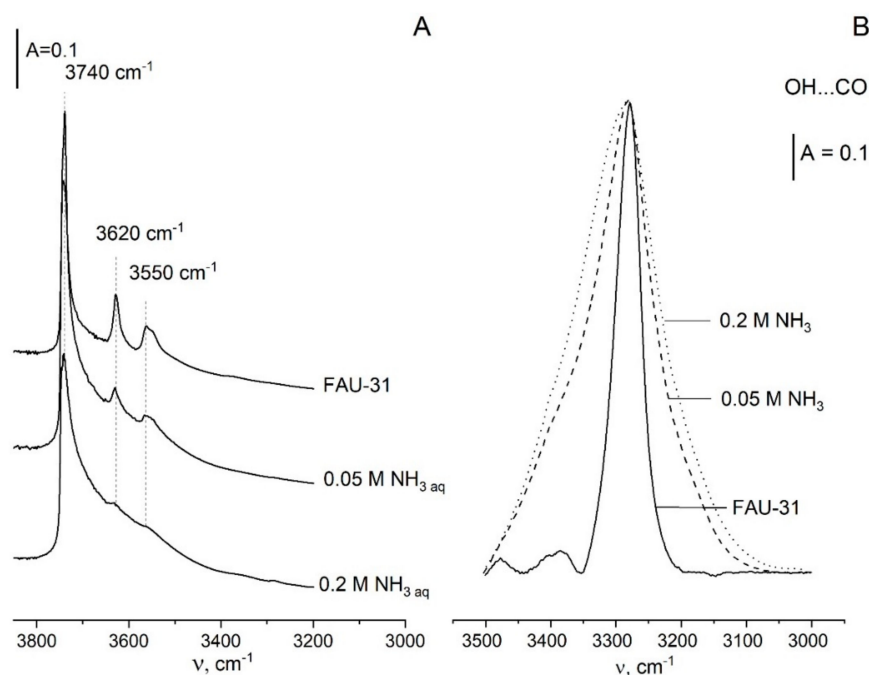 A
A=0.1
3740 cm⁻¹
3620 cm⁻¹
3550 cm⁻¹
FAU-31
0.05 M NH₃ aq
0.2 M NH₃ aq
3800 3600 3400 3200 3000
ν, cm⁻¹
B
OH...CO
A = 0.1
0.2 M NH₃
0.05 M NH₃
FAU-31
3500 3400 3300 3200 3100 3000
ν, cm⁻¹